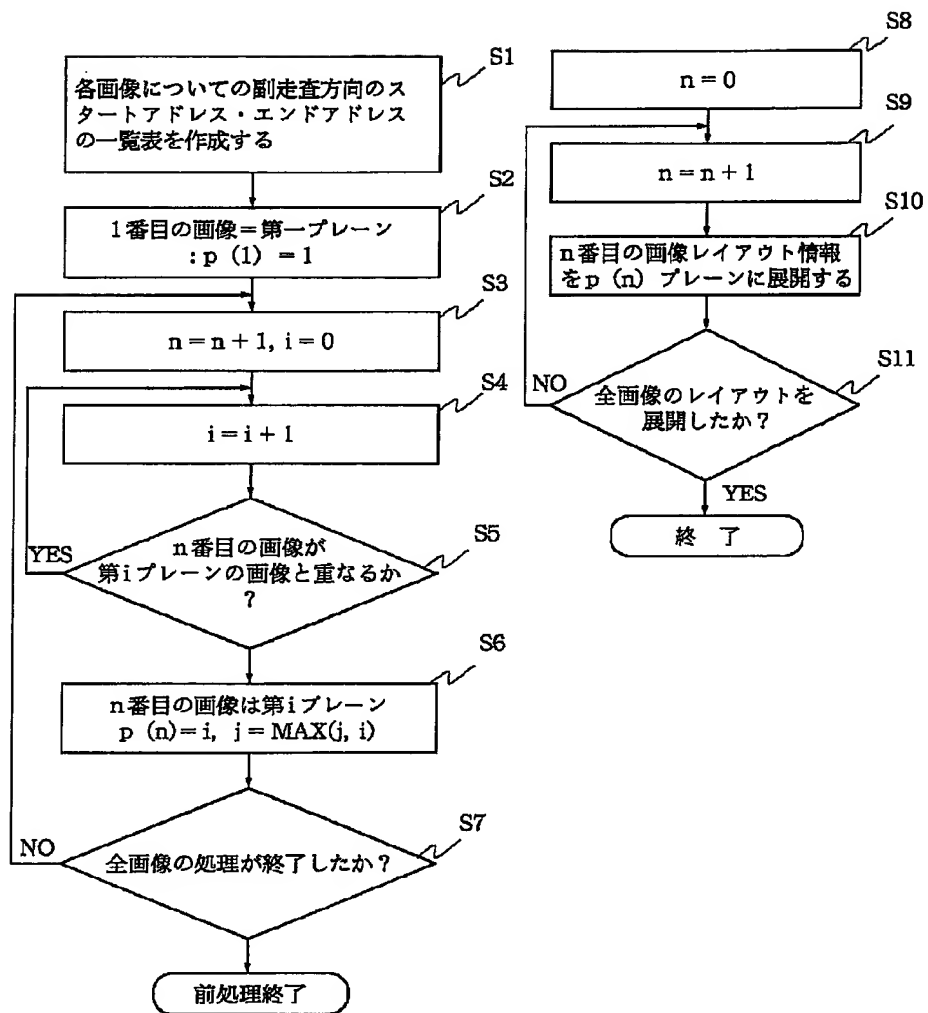 S1
各画像についての副走査方向のス
タートアドレス・エンドアドレス
の一覧表を作成する
S2
1番目の画像＝第一プレーン
：p (1) ＝1
S3
n＝n＋1, i＝0
S4
i＝i＋1
S5
YES
n番目の画像が
第iプレーンの画像と重なるか
？
S6
n番目の画像は第iプレーン
p (n)＝i, j＝MAX(j, i)
S7
NO
全画像の処理が終了したか？
前処理終了
S8
n＝0
S9
n＝n＋1
S10
n番目の画像レイアウト情報
をp (n) プレーンに展開する
S11
NO
全画像のレイアウトを
展開したか？
YES
終 了